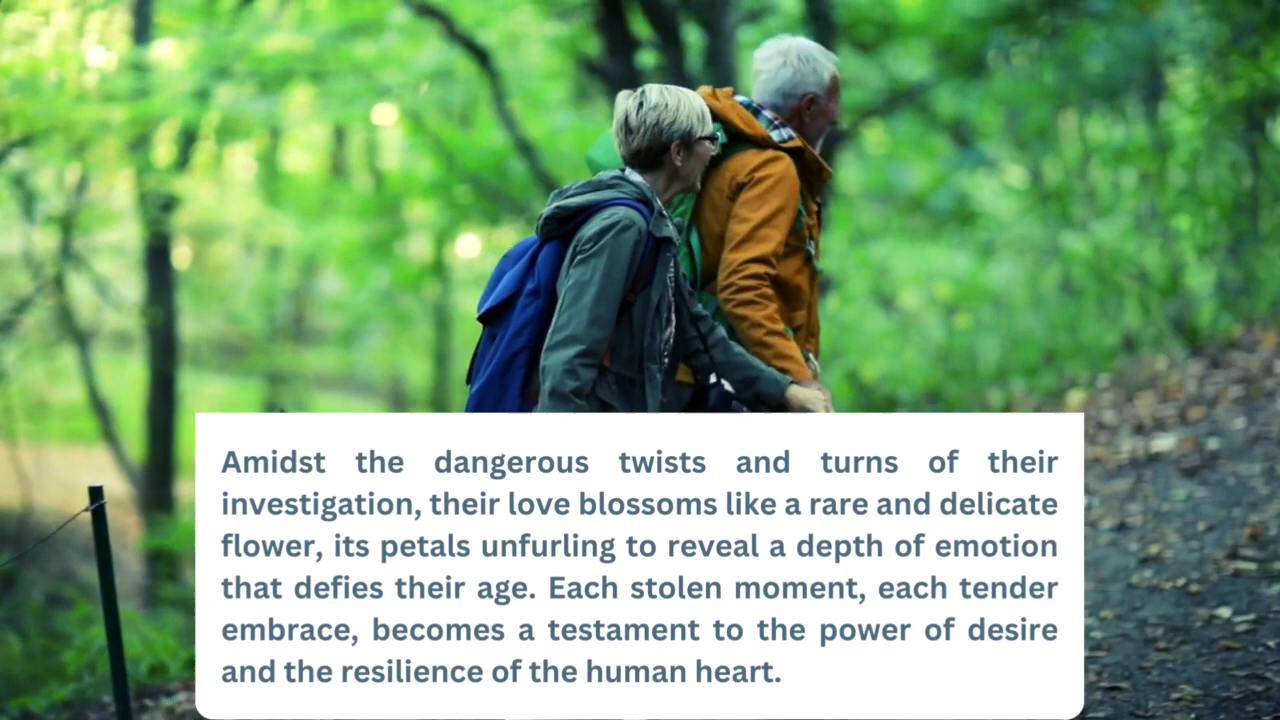 Amidst the dangerous twists and turns of their
investigation, their love blossoms like a rare and delicate
flower, its petals unfurling to reveal a depth of emotion
that defies their age. Each stolen moment, each tender
embrace, becomes a testament to the power of desire
and the resilience of the human heart.